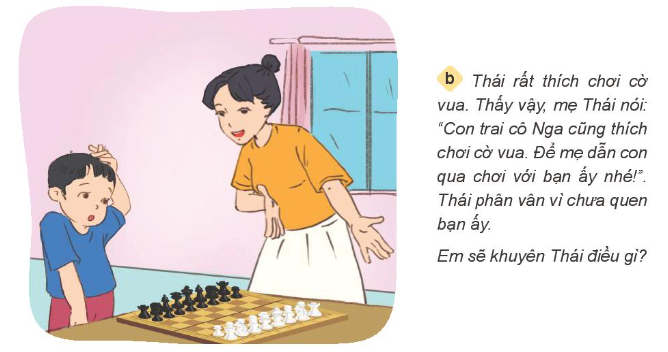 b Thái rất thích chơi cờ
vua. Thấy vậy, mẹ Thái nói:
“Con trai cô Nga cũng thích
chơi cờ vua. Để mẹ dẫn con
qua chơi với bạn ấy nhé!”.
Thái phân vân vì chưa quen
bạn ấy.
Em sẽ khuyên Thái điều gì?